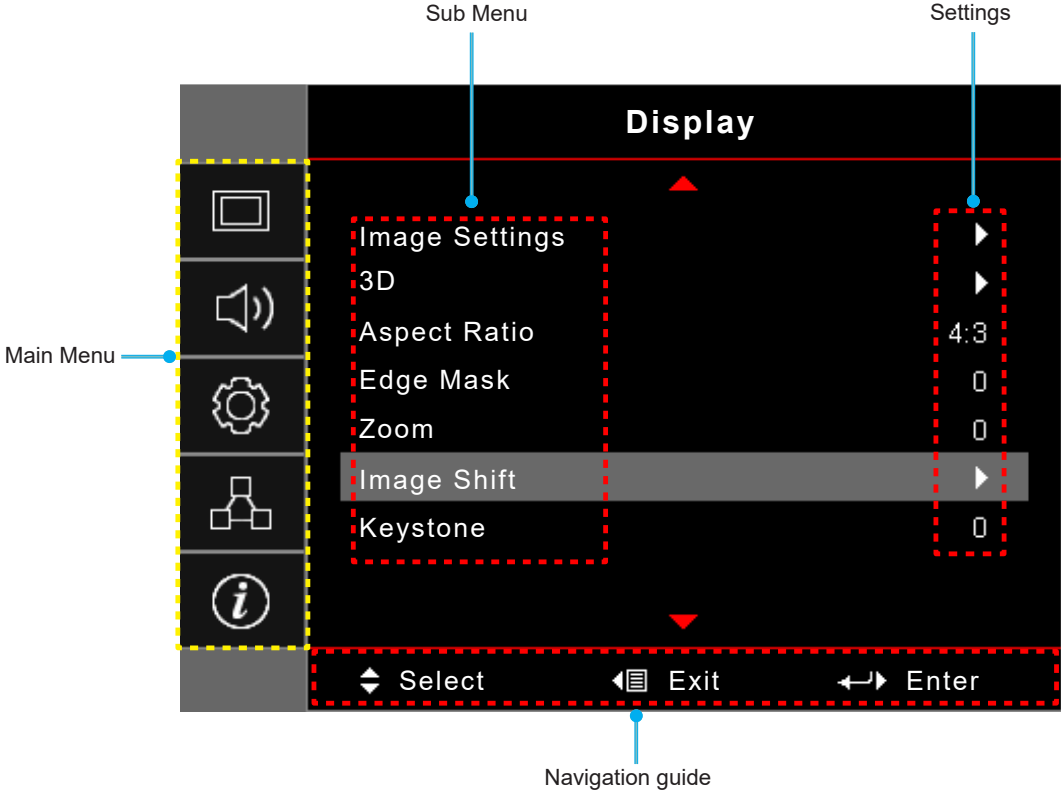 Sub Menu
Settings
Display
Image Settings
3D
Aspect Ratio 4:3
Main Menu
Edge Mask 0
Zoom 0
Image Shift
Keystone 0
i
Select Exit Enter
Navigation guide